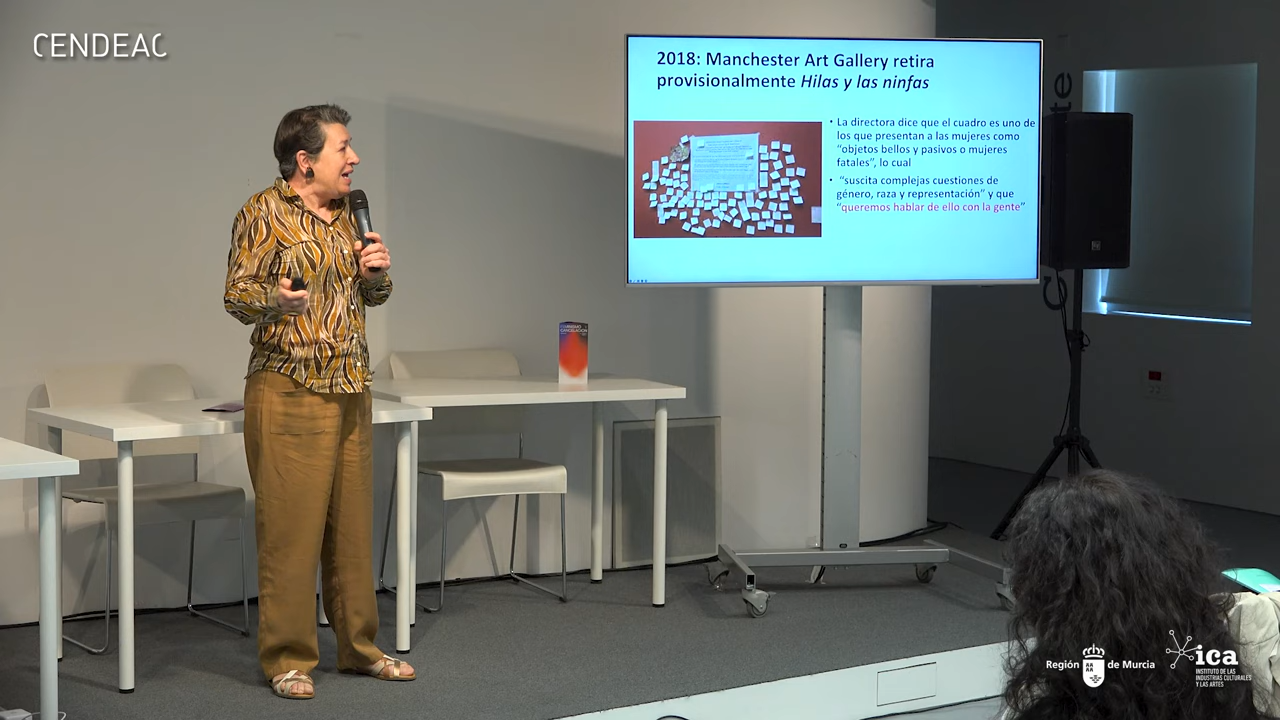 CENDEAC
2018: Manchester Art Gallery retira
provisionalmente Hilas y las ninfas
• La directora dice que el cuadro es uno de
los que presentan a las mujeres como
“objetos bellos y pasivos o mujeres
fatales”, lo cual
• “suscita complejas cuestiones de
género, raza y representación” y que
“queremos hablar de ello con la gente”
Región de Murcia
ica
INSTITUTO DE LAS
INDUSTRIAS CULTURALES
Y LAS ARTES